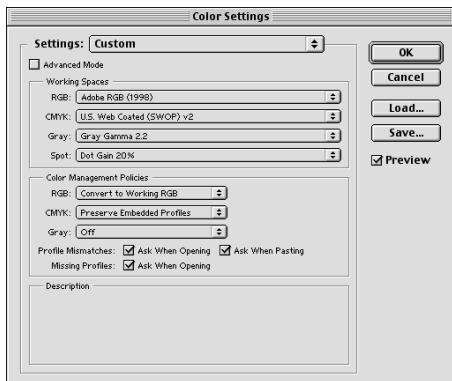 Color Settings
Settings: Custom
Advanced Mode
Working Spaces
RGB: Adobe RGB (1998)
CMYK: U.S. Web Coated (SWOP) v2
Gray: Gray Gamma 2.2
Spot: Dot Gain 20%
Color Management Policies
RGB: Convert to Working RGB
CMYK: Preserve Embedded Profiles
Gray: Off
Profile Mismatches: Ask When Opening Ask When Pasting
Missing Profiles: Ask When Opening
Description
OK
Cancel
Load...
Save...
Preview